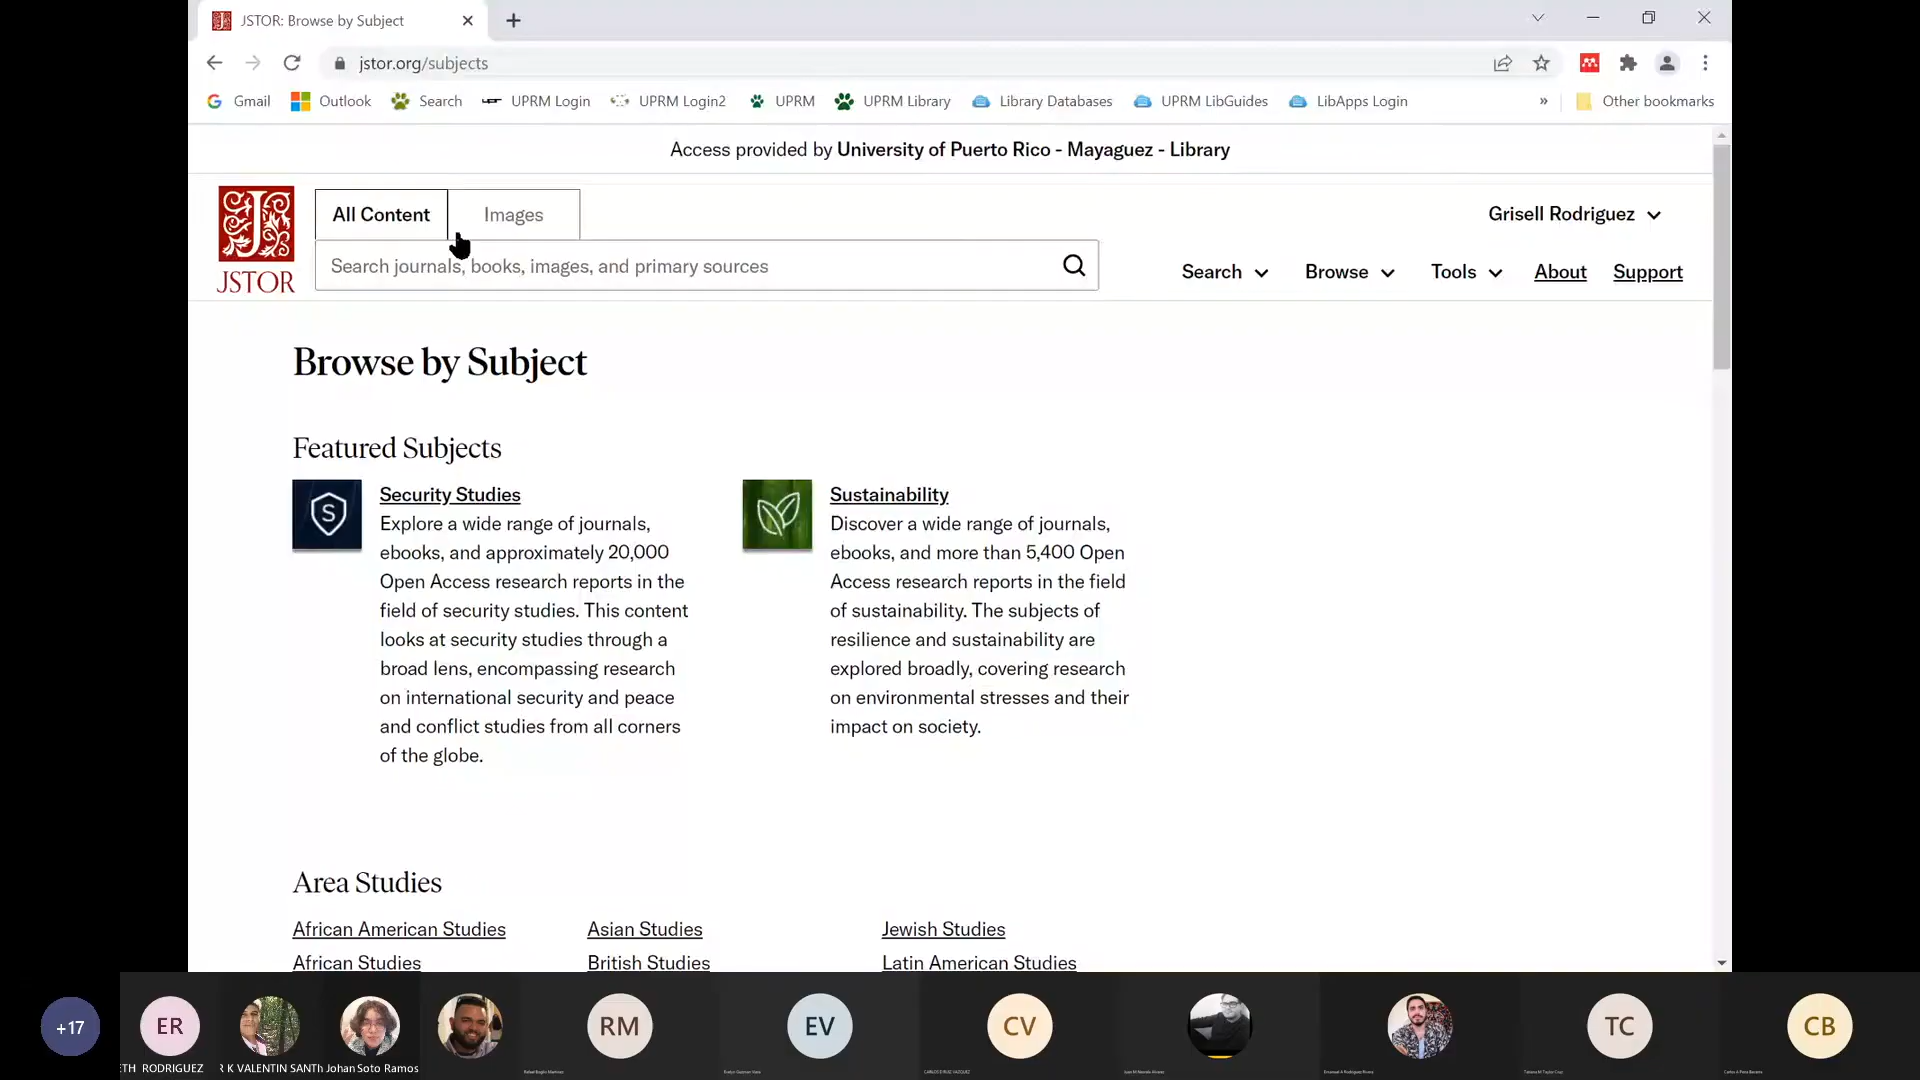 JSTOR: Browse by Subject
jstor.org/subjects
Gmail Outlook Search UPRM Login UPRM Login2 UPRM UPRM Library Library Databases UPRM LibGuides LibApps Login » Other bookmarks
Access provided by University of Puerto Rico - Mayaguez - Library
All Content Images
Grisell Rodriguez
JSTOR
Search journals, books, images, and primary sources
Search Browse Tools About Support
Browse by Subject
Featured Subjects
Security Studies
Explore a wide range of journals,
ebooks, and approximately 20,000
Open Access research reports in the
field of security studies. This content
looks at security studies through a
broad lens, encompassing research
on international security and peace
and conflict studies from all corners
of the globe.
Sustainability
Discover a wide range of journals,
ebooks, and more than 5,400 Open
Access research reports in the field
of sustainability. The subjects of
resilience and sustainability are
explored broadly, covering research
on environmental stresses and their
impact on society.
Area Studies
African American Studies Asian Studies Jewish Studies
African Studies British Studies Latin American Studies
+17 ER RM EV CV TC CB
ETH RODRIGUEZ R K VALENTIN SANTh Johan Soto Ramos